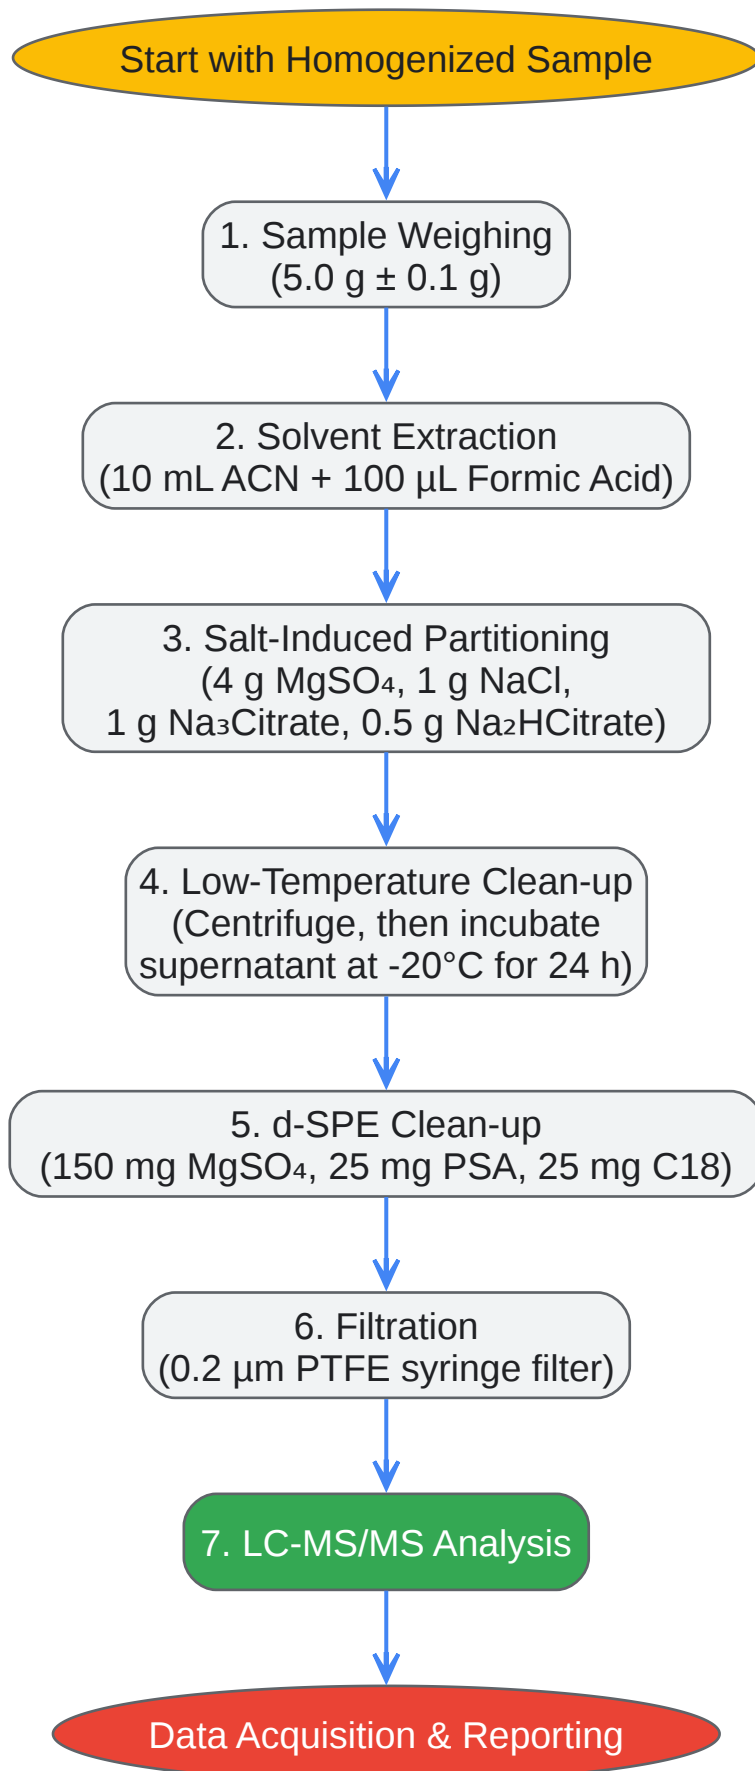 Start with Homogenized Sample
1. Sample Weighing
(5.0 g ± 0.1 g)
2. Solvent Extraction
(10 mL ACN + 100 µL Formic Acid)
3. Salt-Induced Partitioning
(4 g MgSO₄, 1 g NaCl,
1 g Na₃Citrate, 0.5 g Na₂HCitrate)
4. Low-Temperature Clean-up
(Centrifuge, then incubate
supernatant at -20°C for 24 h)
5. d-SPE Clean-up
(150 mg MgSO₄, 25 mg PSA, 25 mg C18)
6. Filtration
(0.2 µm PTFE syringe filter)
7. LC-MS/MS Analysis
Data Acquisition & Reporting